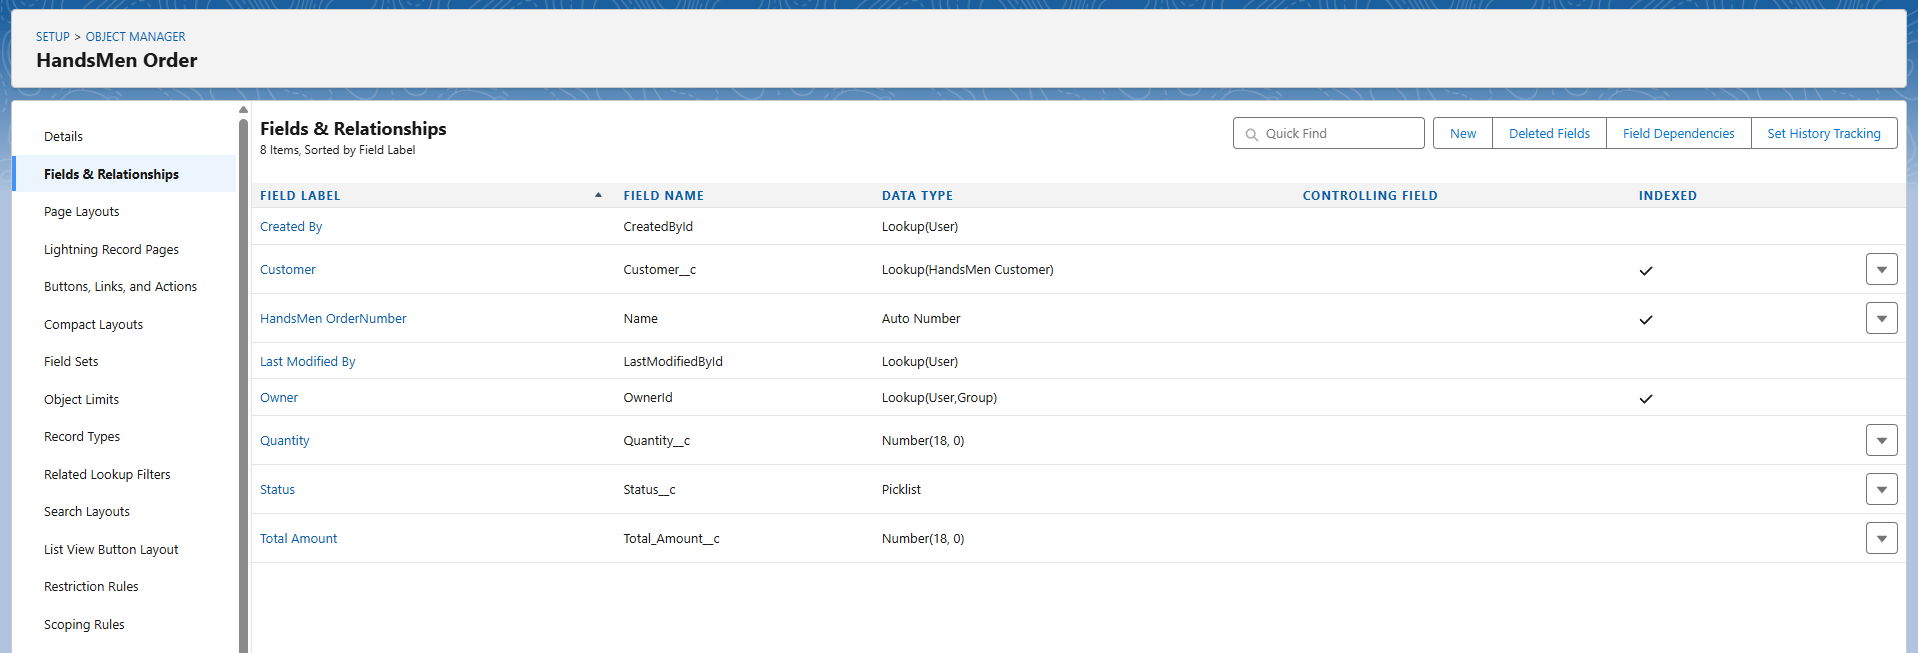 SETUP > OBJECT MANAGER
HandsMen Order
Details
Fields & Relationships
Page Layouts
Lightning Record Pages
Buttons, Links, and Actions
Compact Layouts
Field Sets
Object Limits
Record Types
Related Lookup Filters
Search Layouts
List View Button Layout
Restriction Rules
Scoping Rules
Fields & Relationships
8 Items, Sorted by Field Label
Quick Find New Deleted Fields Field Dependencies Set History Tracking
FIELD LABEL FIELD NAME DATA TYPE CONTROLLING FIELD INDEXED
Created By CreatedById Lookup(User)
Customer Customer__c Lookup(HandsMen Customer)
HandsMen OrderNumber Name Auto Number
Last Modified By LastModifiedById Lookup(User)
Owner OwnerId Lookup(User,Group)
Quantity Quantity__c Number(18, 0)
Status Status__c Picklist
Total Amount Total_Amount__c Number(18, 0)